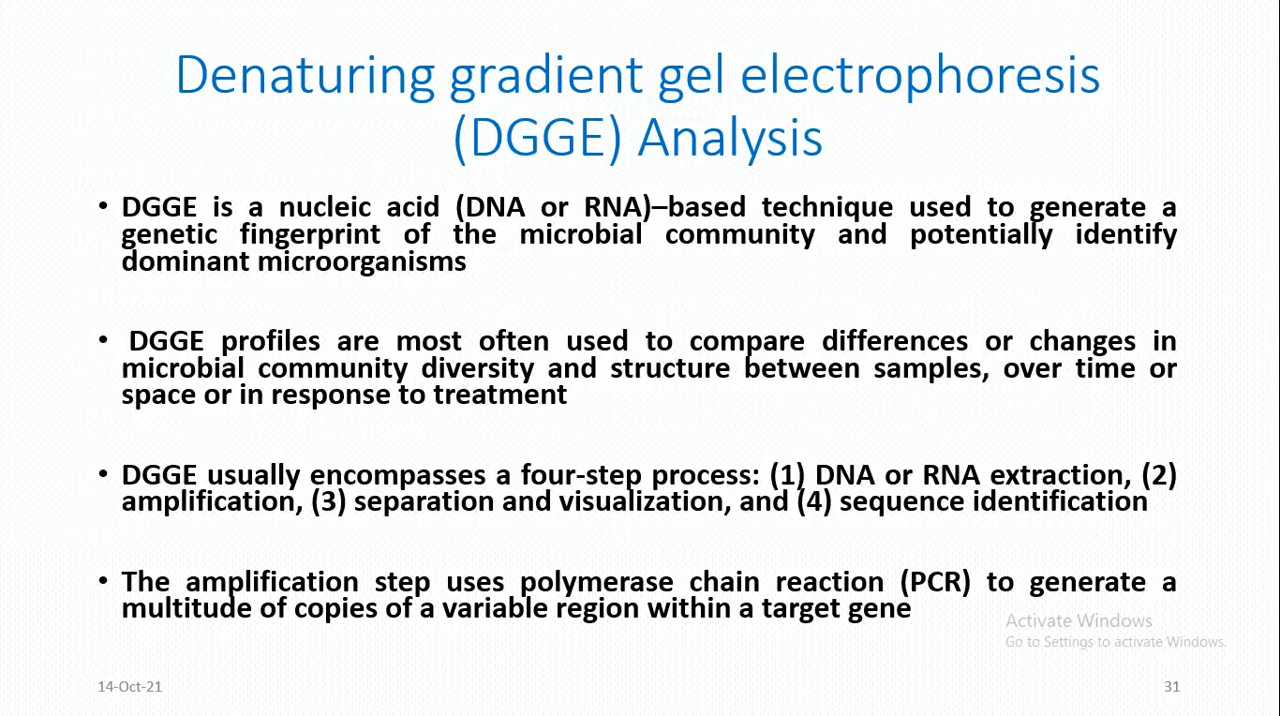 Denaturing gradient gel electrophoresis
(DGGE) Analysis
• DGGE is a nucleic acid (DNA or RNA)–based technique used to generate a
genetic fingerprint of the microbial community and potentially identify
dominant microorganisms
• DGGE profiles are most often used to compare differences or changes in
microbial community diversity and structure between samples, over time or
space or in response to treatment
• DGGE usually encompasses a four-step process: (1) DNA or RNA extraction, (2)
amplification, (3) separation and visualization, and (4) sequence identification
• The amplification step uses polymerase chain reaction (PCR) to generate a
multitude of copies of a variable region within a target gene
Activate Windows
Go to Settings to activate Windows.
14-Oct-21
31